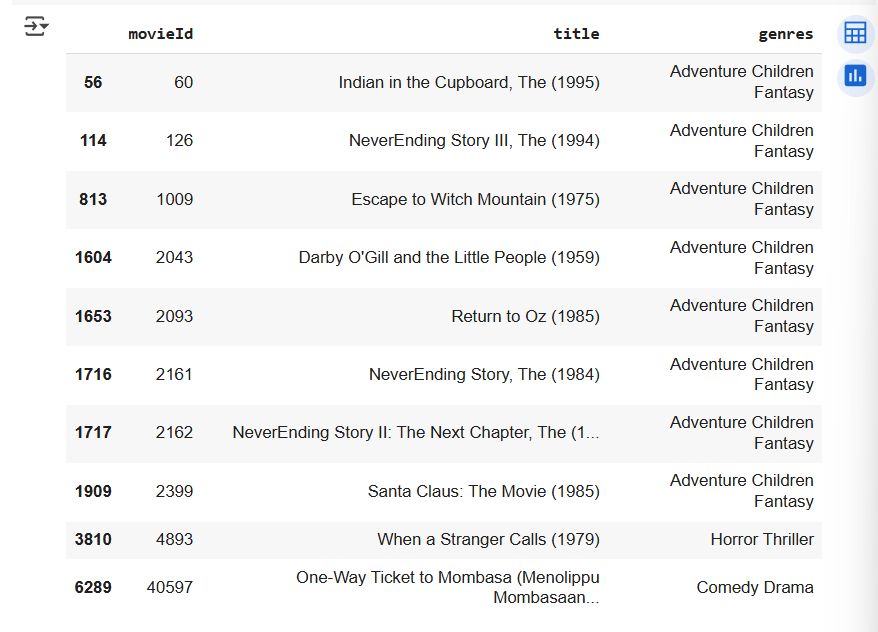 movieId title genres
56 60 Indian in the Cupboard, The (1995) Adventure Children
Fantasy
114 126 NeverEnding Story III, The (1994) Adventure Children
Fantasy
813 1009 Escape to Witch Mountain (1975) Adventure Children
Fantasy
1604 2043 Darby O'Gill and the Little People (1959) Adventure Children
Fantasy
1653 2093 Return to Oz (1985) Adventure Children
Fantasy
1716 2161 NeverEnding Story, The (1984) Adventure Children
Fantasy
1717 2162 NeverEnding Story II: The Next Chapter, The (1... Adventure Children
Fantasy
1909 2399 Santa Claus: The Movie (1985) Adventure Children
Fantasy
3810 4893 When a Stranger Calls (1979) Horror Thriller
6289 40597 One-Way Ticket to Mombasa (Menolippu Comedy Drama
Mombasaan...